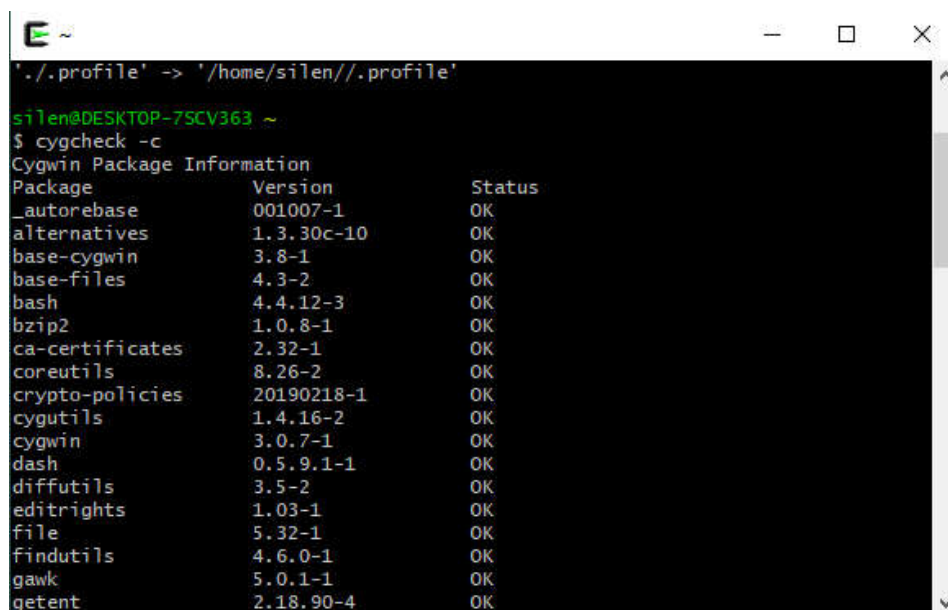 ~
'./.profile' -> '/home/silen//.profile'
silen@DESKTOP-7SCV363 ~
$ cygcheck -c
Cygwin Package Information
Package Version Status
_autorebase 001007-1 OK
alternatives 1.3.30c-10 OK
base-cygwin 3.8-1 OK
base-files 4.3-2 OK
bash 4.4.12-3 OK
bzip2 1.0.8-1 OK
ca-certificates 2.32-1 OK
coreutils 8.26-2 OK
crypto-policies 20190218-1 OK
cygutils 1.4.16-2 OK
cygwin 3.0.7-1 OK
dash 0.5.9.1-1 OK
diffutils 3.5-2 OK
editrights 1.03-1 OK
file 5.32-1 OK
findutils 4.6.0-1 OK
gawk 5.0.1-1 OK
getent 2.18.90-4 OK